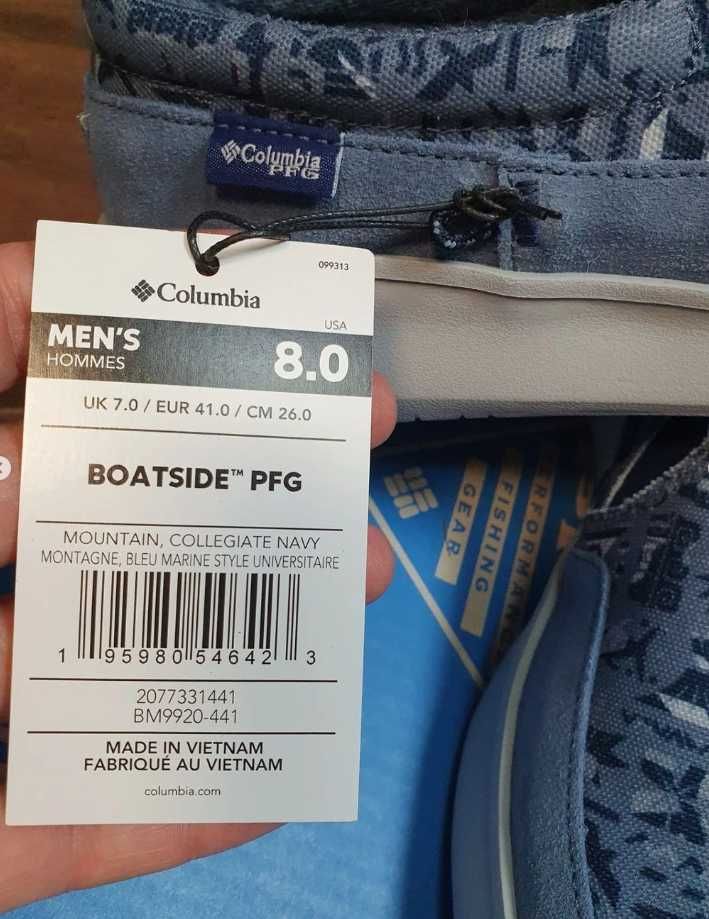 Columbia
PFG
099313
Columbia
MEN'S
HOMMES
USA
8.0
UK 7.0 / EUR 41.0 / CM 26.0
BOATSIDE™ PFG
MOUNTAIN, COLLEGIATE NAVY
MONTAGNE, BLEU MARINE STYLE UNIVERSITAIRE
1 95980 54642 3
2077331441
BM9920-441
MADE IN VIETNAM
FABRIQUÉ AU VIETNAM
columbia.com
FISHING
GEAR